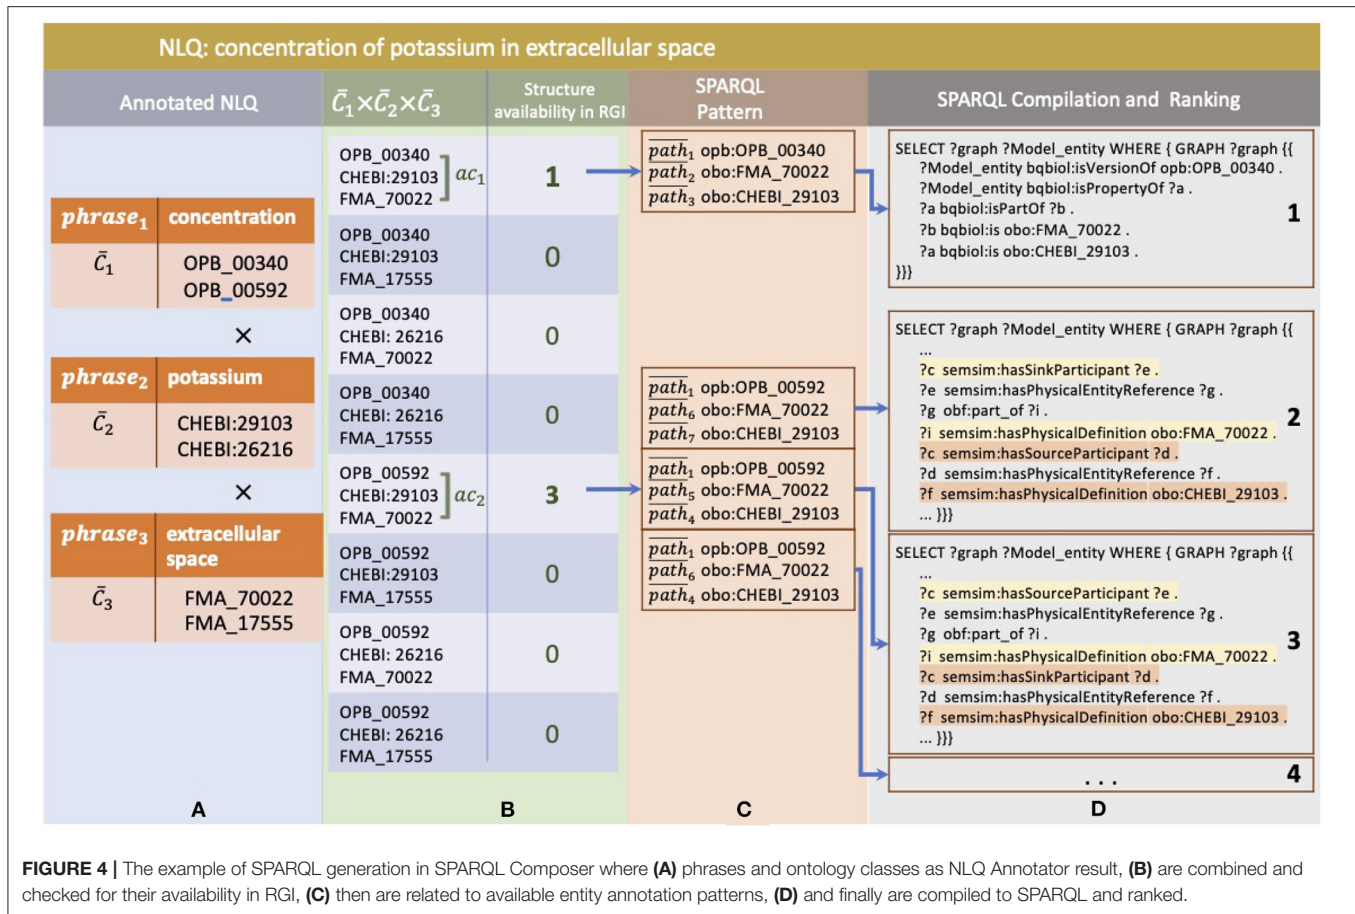 NLQ: concentration of potassium in extracellular space
Annotated NLQ
phrase₁ concentration
C̄₁ OPB_00340
OPB_00592
×
phrase₂ potassium
C̄₂ CHEBI:29103
CHEBI:26216
×
phrase₃ extracellular
space
C̄₃ FMA_70022
FMA_17555
A
C̄₁×C̄₂×C̄₃
Structure
availability in RGI
OPB_00340
CHEBI:29103
FMA_70022
ac₁
1
OPB_00340
CHEBI:29103
FMA_17555
0
OPB_00340
CHEBI: 26216
FMA_70022
0
OPB_00340
CHEBI: 26216
FMA_17555
0
OPB_00592
CHEBI:29103
FMA_70022
ac₂
3
OPB_00592
CHEBI:29103
FMA_17555
0
OPB_00592
CHEBI: 26216
FMA_70022
0
OPB_00592
CHEBI: 26216
FMA_17555
0
B
SPARQL
Pattern
path₁ opb:OPB_00340
path₂ obo:FMA_70022
path₃ obo:CHEBI_29103
path₁ opb:OPB_00592
path₆ obo:FMA_70022
path₇ obo:CHEBI_29103
path₁ opb:OPB_00592
path₅ obo:FMA_70022
path₄ obo:CHEBI_29103
path₁ opb:OPB_00592
path₆ obo:FMA_70022
path₄ obo:CHEBI_29103
C
SPARQL Compilation and Ranking
SELECT ?graph ?Model_entity WHERE { GRAPH ?graph {{
?Model_entity bqbiol:isVersionOf opb:OPB_00340 .
?Model_entity bqbiol:isPropertyOf ?a .
?a bqbiol:isPartOf ?b .
?b bqbiol:is obo:FMA_70022 .
?a bqbiol:is obo:CHEBI_29103 .
}}}
1
SELECT ?graph ?Model_entity WHERE { GRAPH ?graph {{
...
?c semsim:hasSinkParticipant ?e .
?e semsim:hasPhysicalEntityReference ?g .
?g obf:part_of ?i .
?i semsim:hasPhysicalDefinition obo:FMA_70022 .
?c semsim:hasSourceParticipant ?d .
?d semsim:hasPhysicalEntityReference ?f .
?f semsim:hasPhysicalDefinition obo:CHEBI_29103 .
... }}}
2
SELECT ?graph ?Model_entity WHERE { GRAPH ?graph {{
...
?c semsim:hasSourceParticipant ?e .
?e semsim:hasPhysicalEntityReference ?g .
?g obf:part_of ?i .
?i semsim:hasPhysicalDefinition obo:FMA_70022 .
?c semsim:hasSinkParticipant ?d .
?d semsim:hasPhysicalEntityReference ?f .
?f semsim:hasPhysicalDefinition obo:CHEBI_29103 .
... }}}
3
. . .
4
D
FIGURE 4 | The example of SPARQL generation in SPARQL Composer where (A) phrases and ontology classes as NLQ Annotator result, (B) are combined and
checked for their availability in RGI, (C) then are related to available entity annotation patterns, (D) and finally are compiled to SPARQL and ranked.